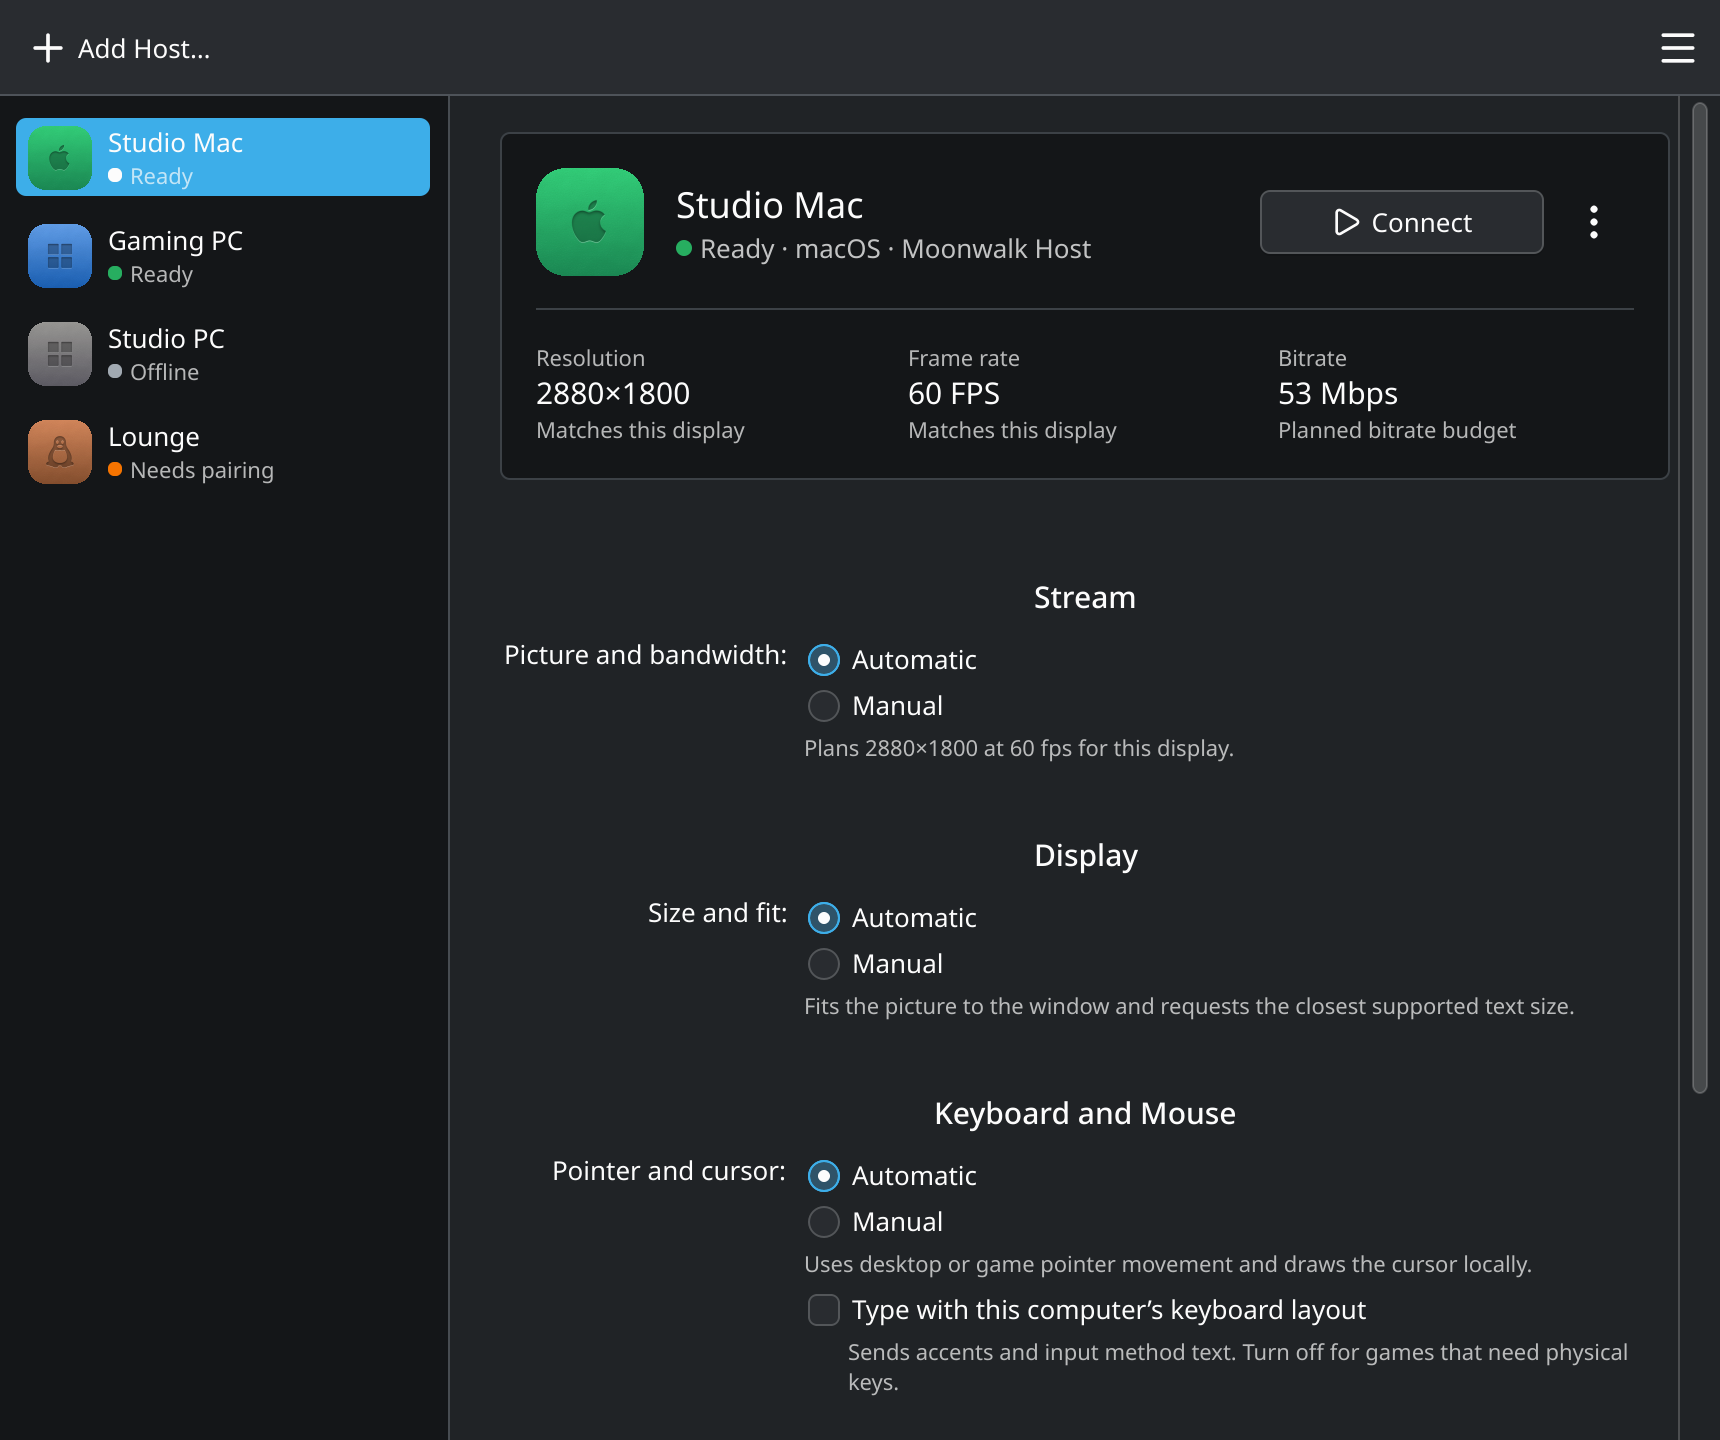 Add Host...
Studio Mac
Ready
Gaming PC
Ready
Studio PC
Offline
Lounge
Needs pairing
Studio Mac
Ready · macOS · Moonwalk Host
Connect
Resolution
2880×1800
Matches this display
Frame rate
60 FPS
Matches this display
Bitrate
53 Mbps
Planned bitrate budget
Stream
Picture and bandwidth:
Automatic
Manual
Plans 2880×1800 at 60 fps for this display.
Display
Size and fit:
Automatic
Manual
Fits the picture to the window and requests the closest supported text size.
Keyboard and Mouse
Pointer and cursor:
Automatic
Manual
Uses desktop or game pointer movement and draws the cursor locally.
Type with this computer’s keyboard layout
Sends accents and input method text. Turn off for games that need physical
keys.